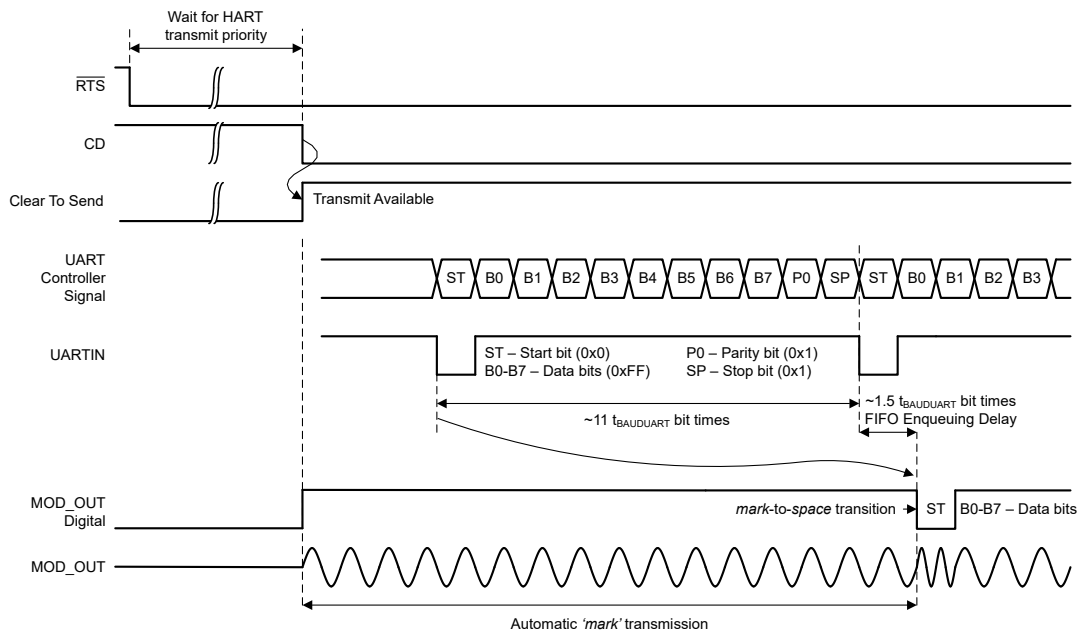 Wait for HART
transmit priority
RTS
CD
Clear To Send
Transmit Available
UART
Controller
Signal
ST B0 B1 B2 B3 B4 B5 B6 B7 P0 SP ST B0 B1 B2 B3
UARTIN
ST – Start bit (0x0) P0 – Parity bit (0x1)
B0-B7 – Data bits (0xFF) SP – Stop bit (0x1)
~11 tBAUDUART bit times
~1.5 tBAUDUART bit times
FIFO Enqueuing Delay
MOD_OUT
Digital
mark-to-space transition
ST B0-B7 – Data bits
MOD_OUT
Automatic 'mark' transmission